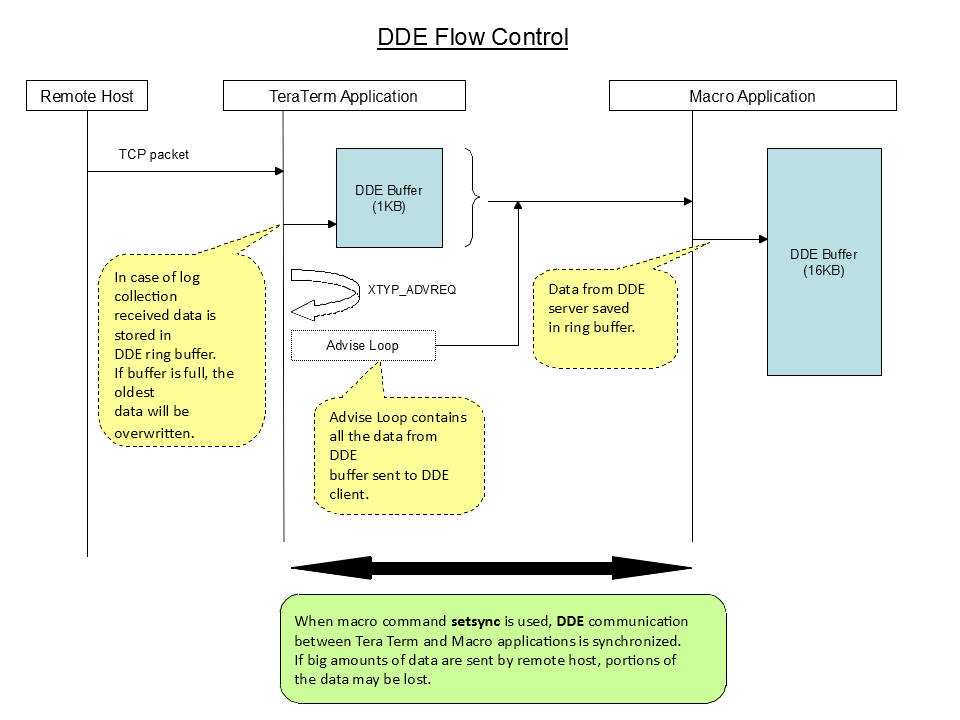 DDE Flow Control
Remote Host
TeraTerm Application
Macro Application
TCP packet
DDE Buffer
(1KB)
DDE Buffer
(16KB)
In case of log
collection
received data is
stored in
DDE ring buffer.
If buffer is full, the
oldest
data will be
overwritten.
XTYP_ADVREQ
Data from DDE
server saved
in ring buffer.
Advise Loop
Advise Loop contains
all the data from
DDE
buffer sent to DDE
client.
When macro command setsync is used, DDE communication
between Tera Term and Macro applications is synchronized.
If big amounts of data are sent by remote host, portions of
the data may be lost.